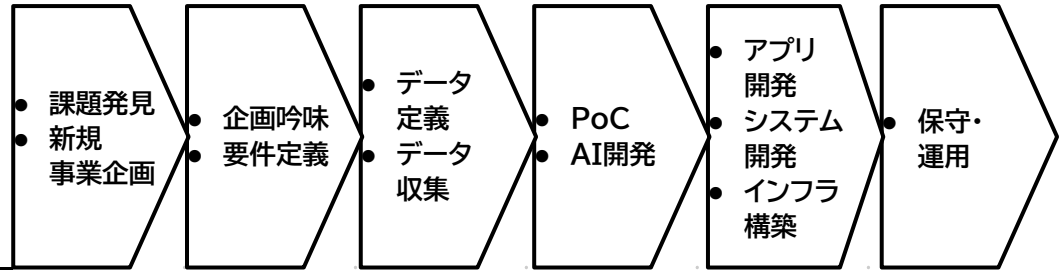 ● 課題発見
● 新規
事業企画
● 企画吟味
● 要件定義
● データ
定義
● データ
収集
● PoC
● AI開発
● アプリ
開発
● システム
開発
● インフラ
構築
● 保守・
運用